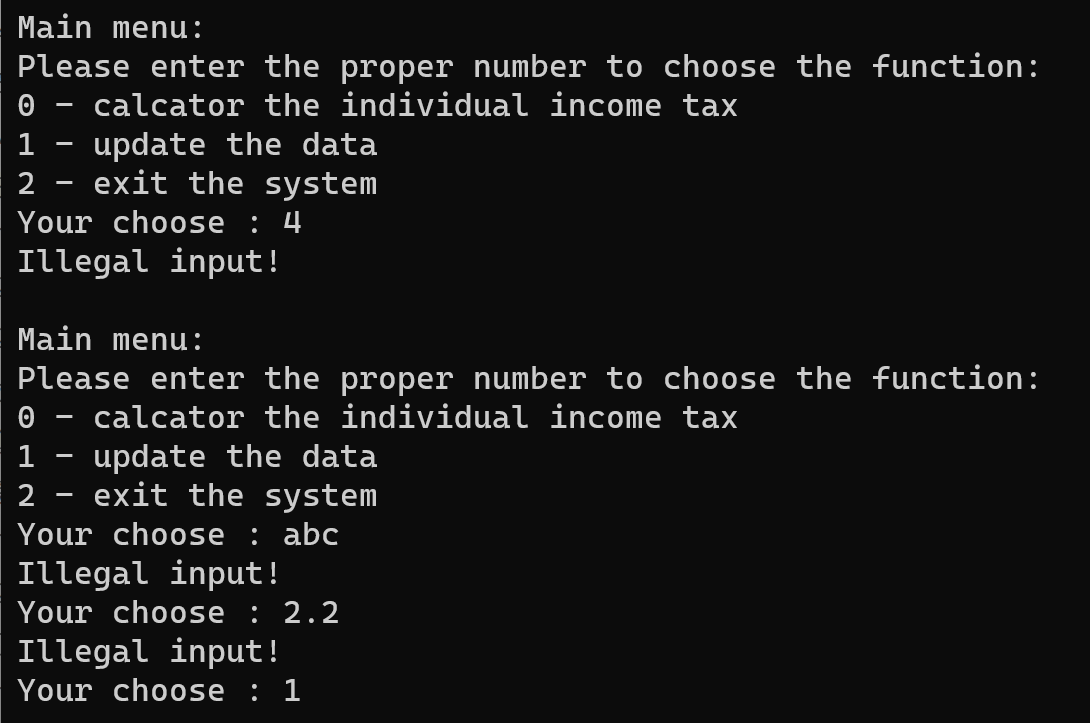 Main menu:
Please enter the proper number to choose the function:
0 - calcator the individual income tax
1 - update the data
2 - exit the system
Your choose : 4
Illegal input!

Main menu:
Please enter the proper number to choose the function:
0 - calcator the individual income tax
1 - update the data
2 - exit the system
Your choose : abc
Illegal input!
Your choose : 2.2
Illegal input!
Your choose : 1